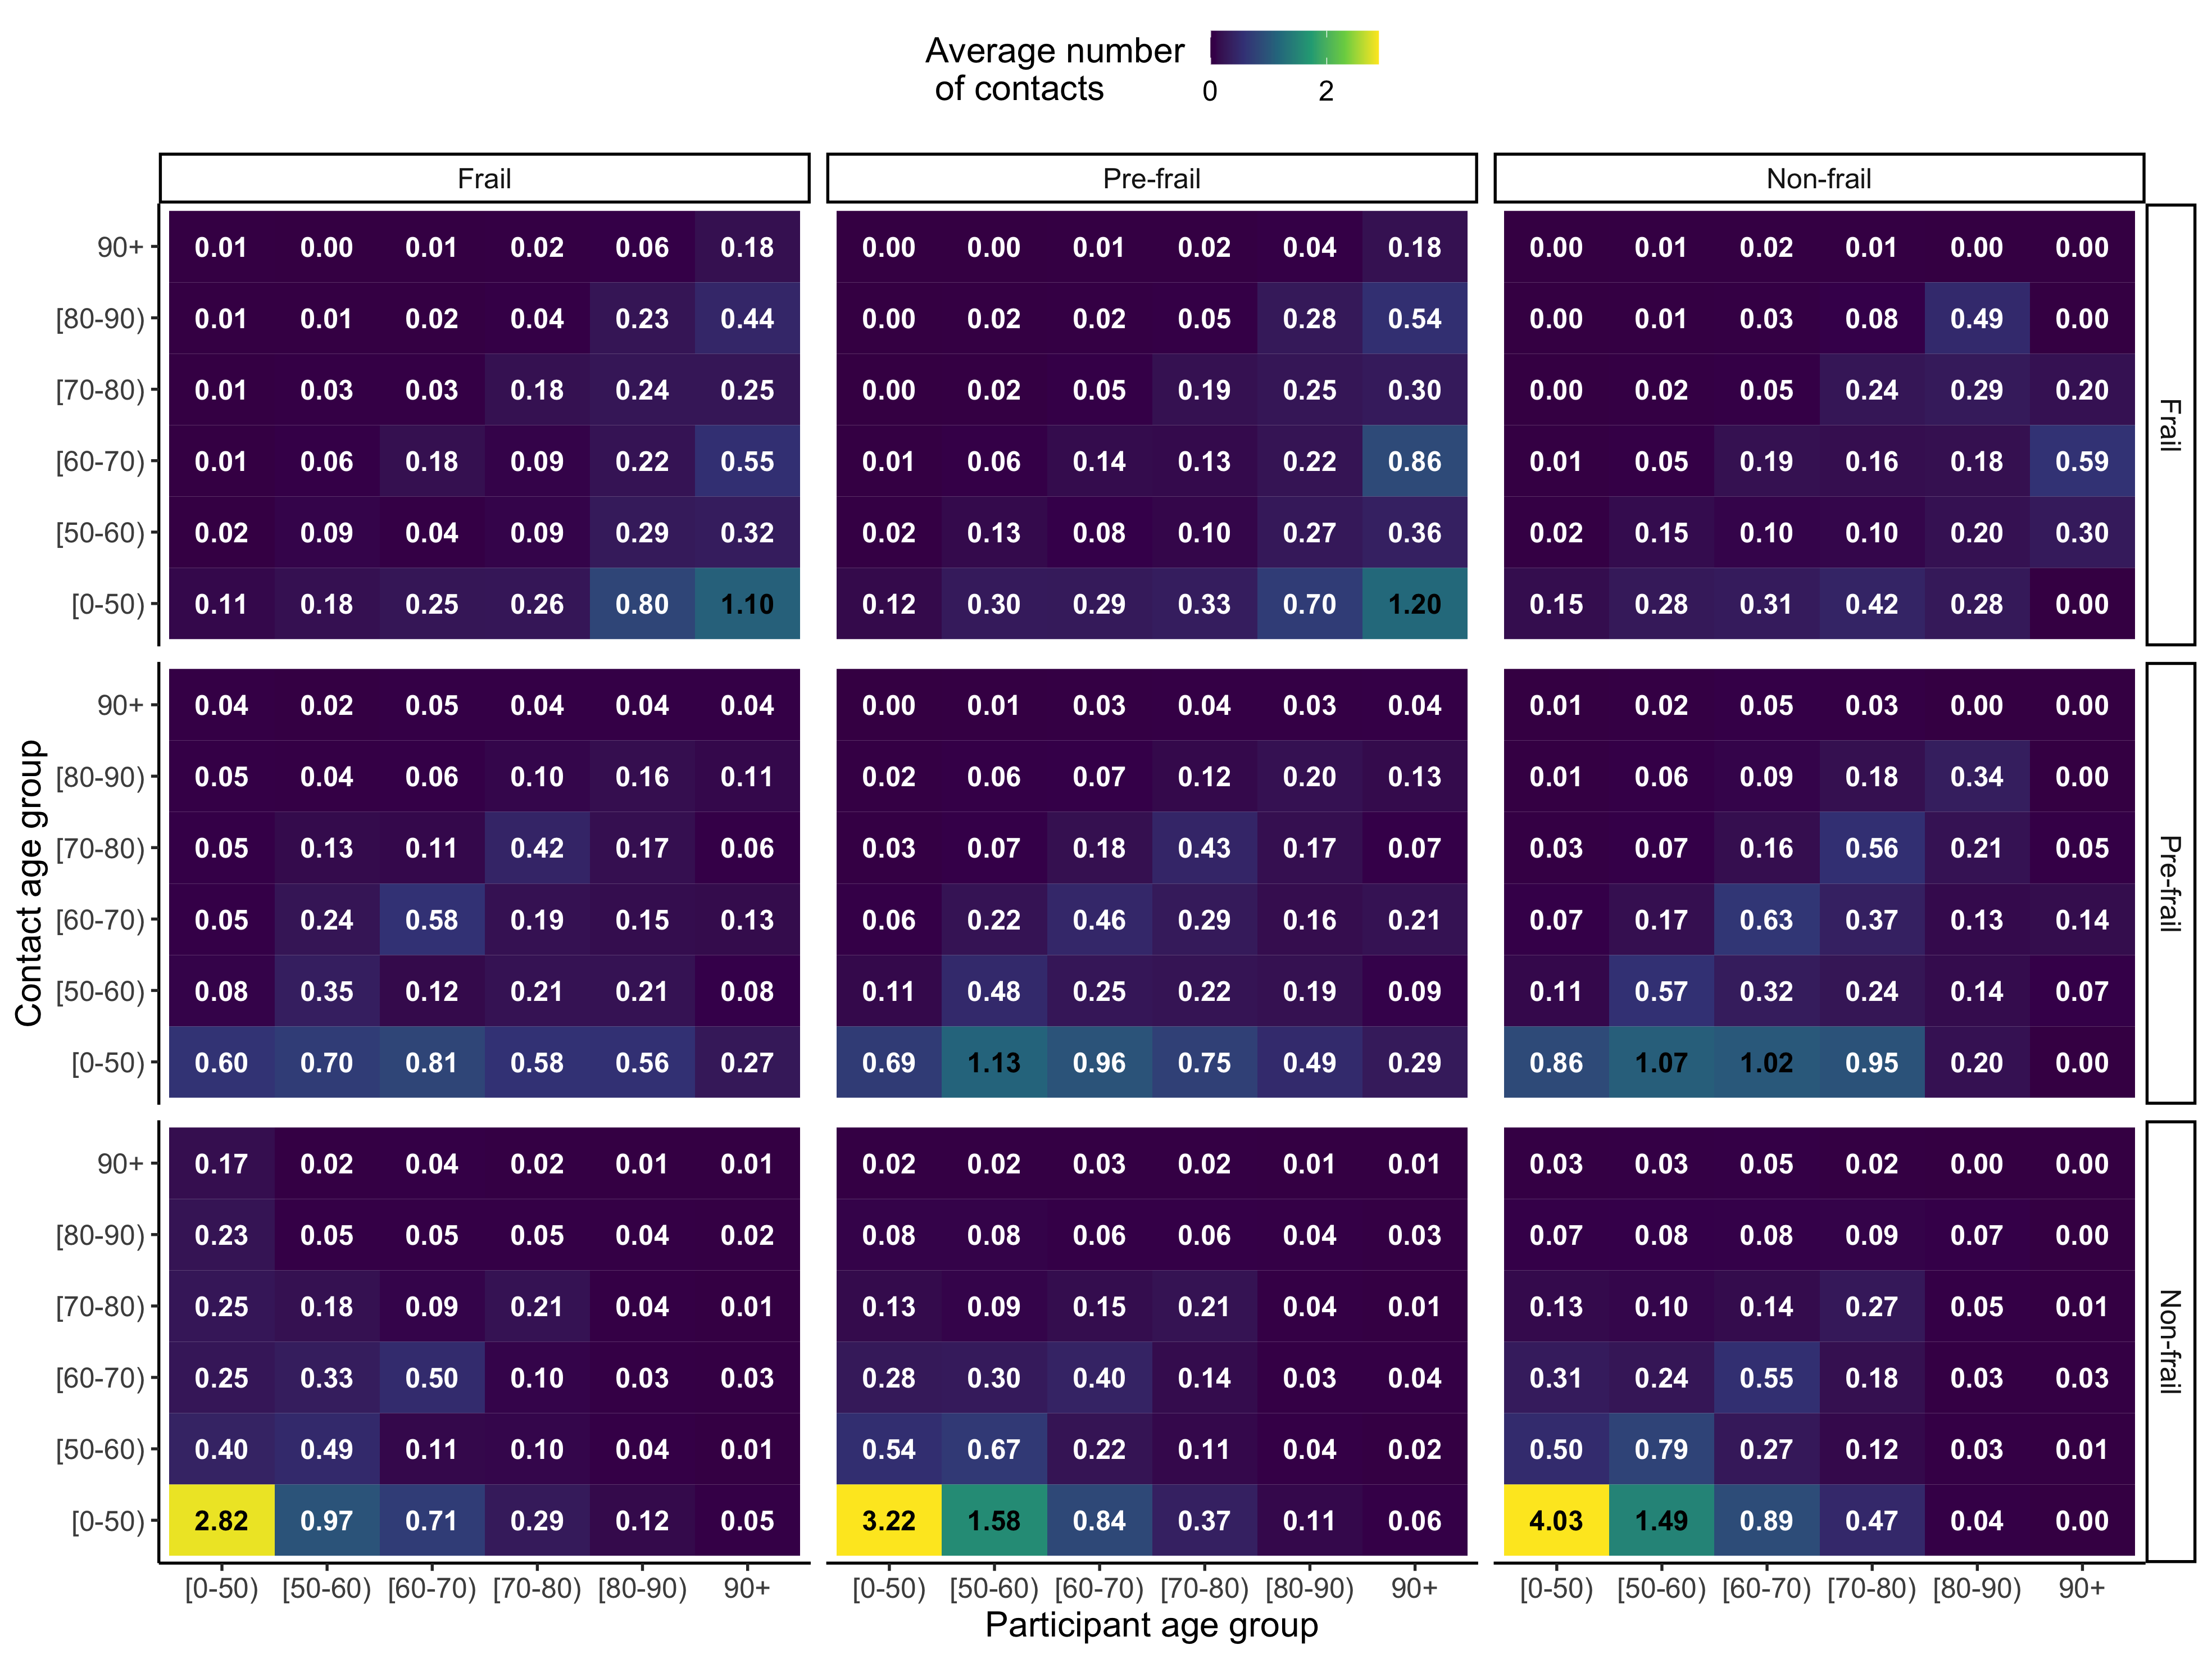 Average number
of contacts
0 2
Frail Pre-frail Non-frail
90+ 0.01 0.00 0.01 0.02 0.06 0.18 0.00 0.00 0.01 0.02 0.04 0.18 0.00 0.01 0.02 0.01 0.00 0.00
[80-90) 0.01 0.01 0.02 0.04 0.23 0.44 0.00 0.02 0.02 0.05 0.28 0.54 0.00 0.01 0.03 0.08 0.49 0.00
[70-80) 0.01 0.03 0.03 0.18 0.24 0.25 0.00 0.02 0.05 0.19 0.25 0.30 0.00 0.02 0.05 0.24 0.29 0.20
[60-70) 0.01 0.06 0.18 0.09 0.22 0.55 0.01 0.06 0.14 0.13 0.22 0.86 0.01 0.05 0.19 0.16 0.18 0.59
[50-60) 0.02 0.09 0.04 0.09 0.29 0.32 0.02 0.13 0.08 0.10 0.27 0.36 0.02 0.15 0.10 0.10 0.20 0.30
[0-50) 0.11 0.18 0.25 0.26 0.80 1.10 0.12 0.30 0.29 0.33 0.70 1.20 0.15 0.28 0.31 0.42 0.28 0.00
Frail
90+ 0.04 0.02 0.05 0.04 0.04 0.04 0.00 0.01 0.03 0.04 0.03 0.04 0.01 0.02 0.05 0.03 0.00 0.00
[80-90) 0.05 0.04 0.06 0.10 0.16 0.11 0.02 0.06 0.07 0.12 0.20 0.13 0.01 0.06 0.09 0.18 0.34 0.00
[70-80) 0.05 0.13 0.11 0.42 0.17 0.06 0.03 0.07 0.18 0.43 0.17 0.07 0.03 0.07 0.16 0.56 0.21 0.05
[60-70) 0.05 0.24 0.58 0.19 0.15 0.13 0.06 0.22 0.46 0.29 0.16 0.21 0.07 0.17 0.63 0.37 0.13 0.14
[50-60) 0.08 0.35 0.12 0.21 0.21 0.08 0.11 0.48 0.25 0.22 0.19 0.09 0.11 0.57 0.32 0.24 0.14 0.07
[0-50) 0.60 0.70 0.81 0.58 0.56 0.27 0.69 1.13 0.96 0.75 0.49 0.29 0.86 1.07 1.02 0.95 0.20 0.00
Pre-frail
Contact age group
90+ 0.17 0.02 0.04 0.02 0.01 0.01 0.02 0.02 0.03 0.02 0.01 0.01 0.03 0.03 0.05 0.02 0.00 0.00
[80-90) 0.23 0.05 0.05 0.05 0.04 0.02 0.08 0.08 0.06 0.06 0.04 0.03 0.07 0.08 0.08 0.09 0.07 0.00
[70-80) 0.25 0.18 0.09 0.21 0.04 0.01 0.13 0.09 0.15 0.21 0.04 0.01 0.13 0.10 0.14 0.27 0.05 0.01
[60-70) 0.25 0.33 0.50 0.10 0.03 0.03 0.28 0.30 0.40 0.14 0.03 0.04 0.31 0.24 0.55 0.18 0.03 0.03
[50-60) 0.40 0.49 0.11 0.10 0.04 0.01 0.54 0.67 0.22 0.11 0.04 0.02 0.50 0.79 0.27 0.12 0.03 0.01
[0-50) 2.82 0.97 0.71 0.29 0.12 0.05 3.22 1.58 0.84 0.37 0.11 0.06 4.03 1.49 0.89 0.47 0.04 0.00
Non-frail
[0-50) [50-60) [60-70) [70-80) [80-90) 90+ [0-50) [50-60) [60-70) [70-80) [80-90) 90+ [0-50) [50-60) [60-70) [70-80) [80-90) 90+
Participant age group